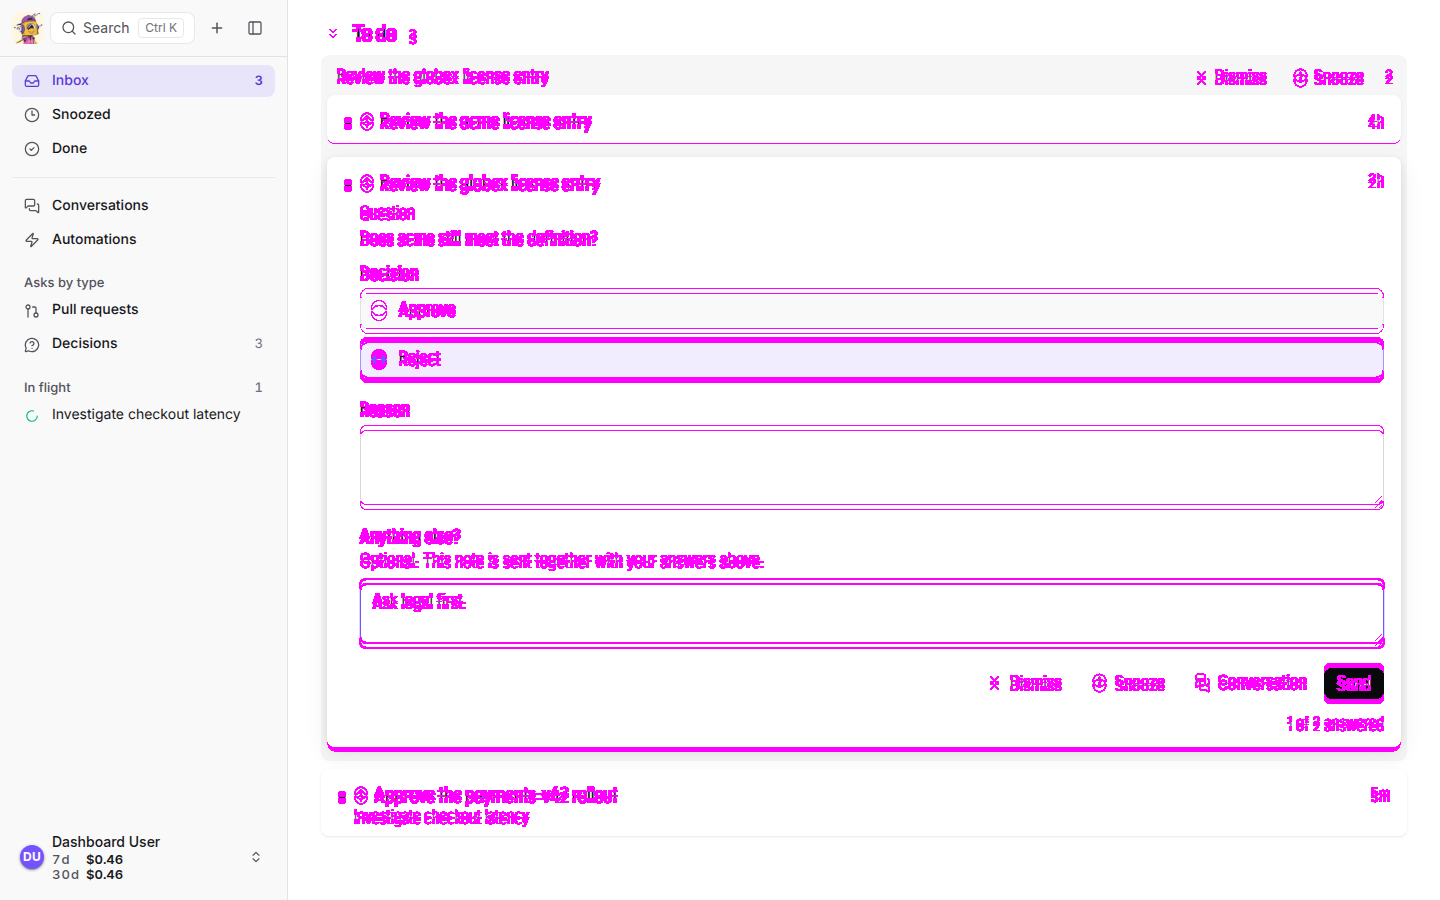 Search Ctrl K
Inbox 3
Snoozed
Done
Conversations
Automations
Asks by type
Pull requests
Decisions 3
In flight 1
Investigate checkout latency
Dashboard User
DU
7d $0.46
30d $0.46
To do 3
Review the globex license entry Dismiss Snooze 2
Review the acme license entry 4h
Review the globex license entry
Question
Does acme still meet the definition?
Decision
Approve
Reject
Reason
Anything else?
Optional. This note is sent together with your answers above.
Ask legal first.
Dismiss Snooze Conversation Send
1 of 2 answered
Approve the payments-v42 rollout 5m
Investigate checkout latency